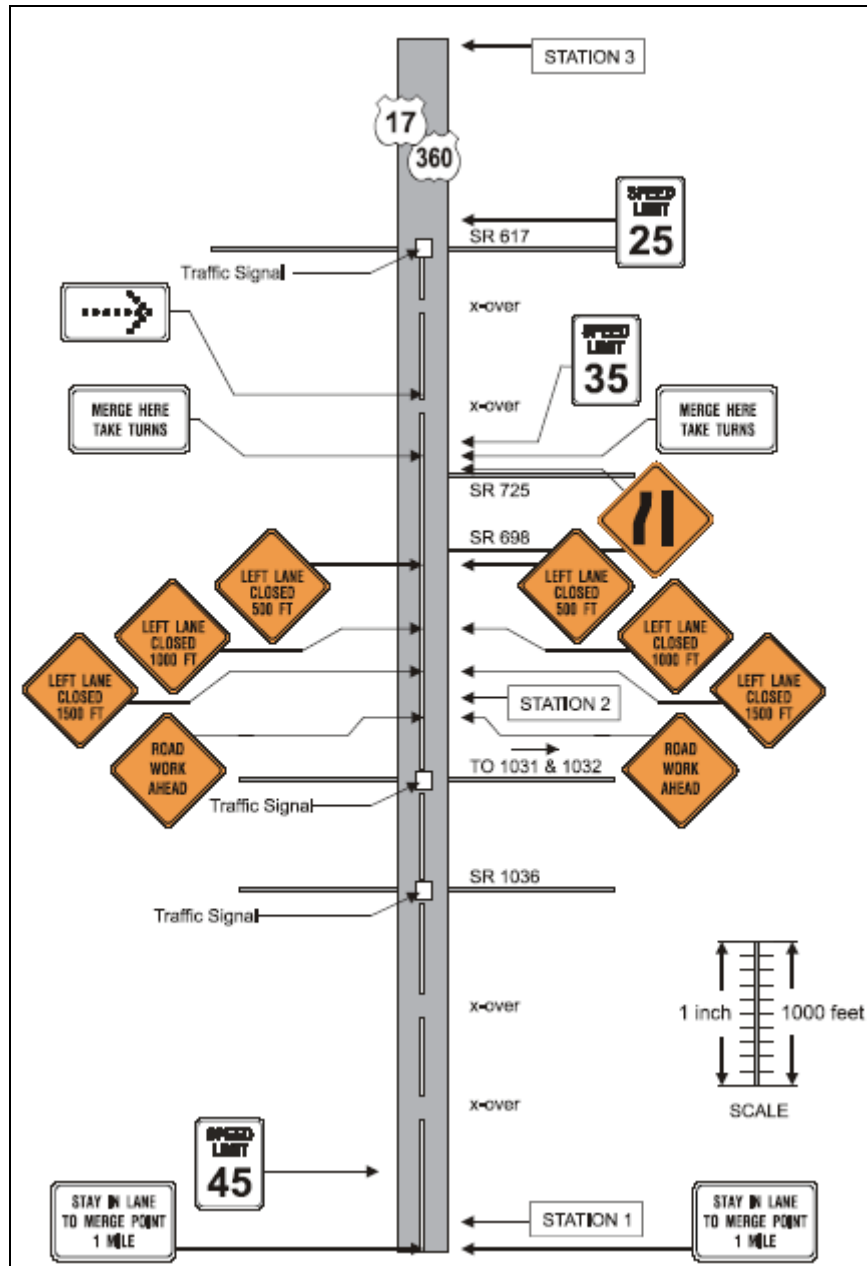 STATION 3
17
360
SPEED
LIMIT
25
SR 617
Traffic Signal
x-over
SPEED
LIMIT
35
x-over
MERGE HERE
TAKE TURNS
MERGE HERE
TAKE TURNS
SR 725
SR 698
LEFT LANE
CLOSED
500 FT
LEFT LANE
CLOSED
500 FT
LEFT LANE
CLOSED
1000 FT
LEFT LANE
CLOSED
1000 FT
LEFT LANE
CLOSED
1500 FT
LEFT LANE
CLOSED
1500 FT
STATION 2
ROAD
WORK
AHEAD
ROAD
WORK
AHEAD
TO 1031 & 1032
Traffic Signal
SR 1036
Traffic Signal
x-over
1 inch
1000 feet
SCALE
x-over
SPEED
LIMIT
45
STATION 1
STAY IN LANE
TO MERGE POINT
1 MILE
STAY IN LANE
TO MERGE POINT
1 MILE